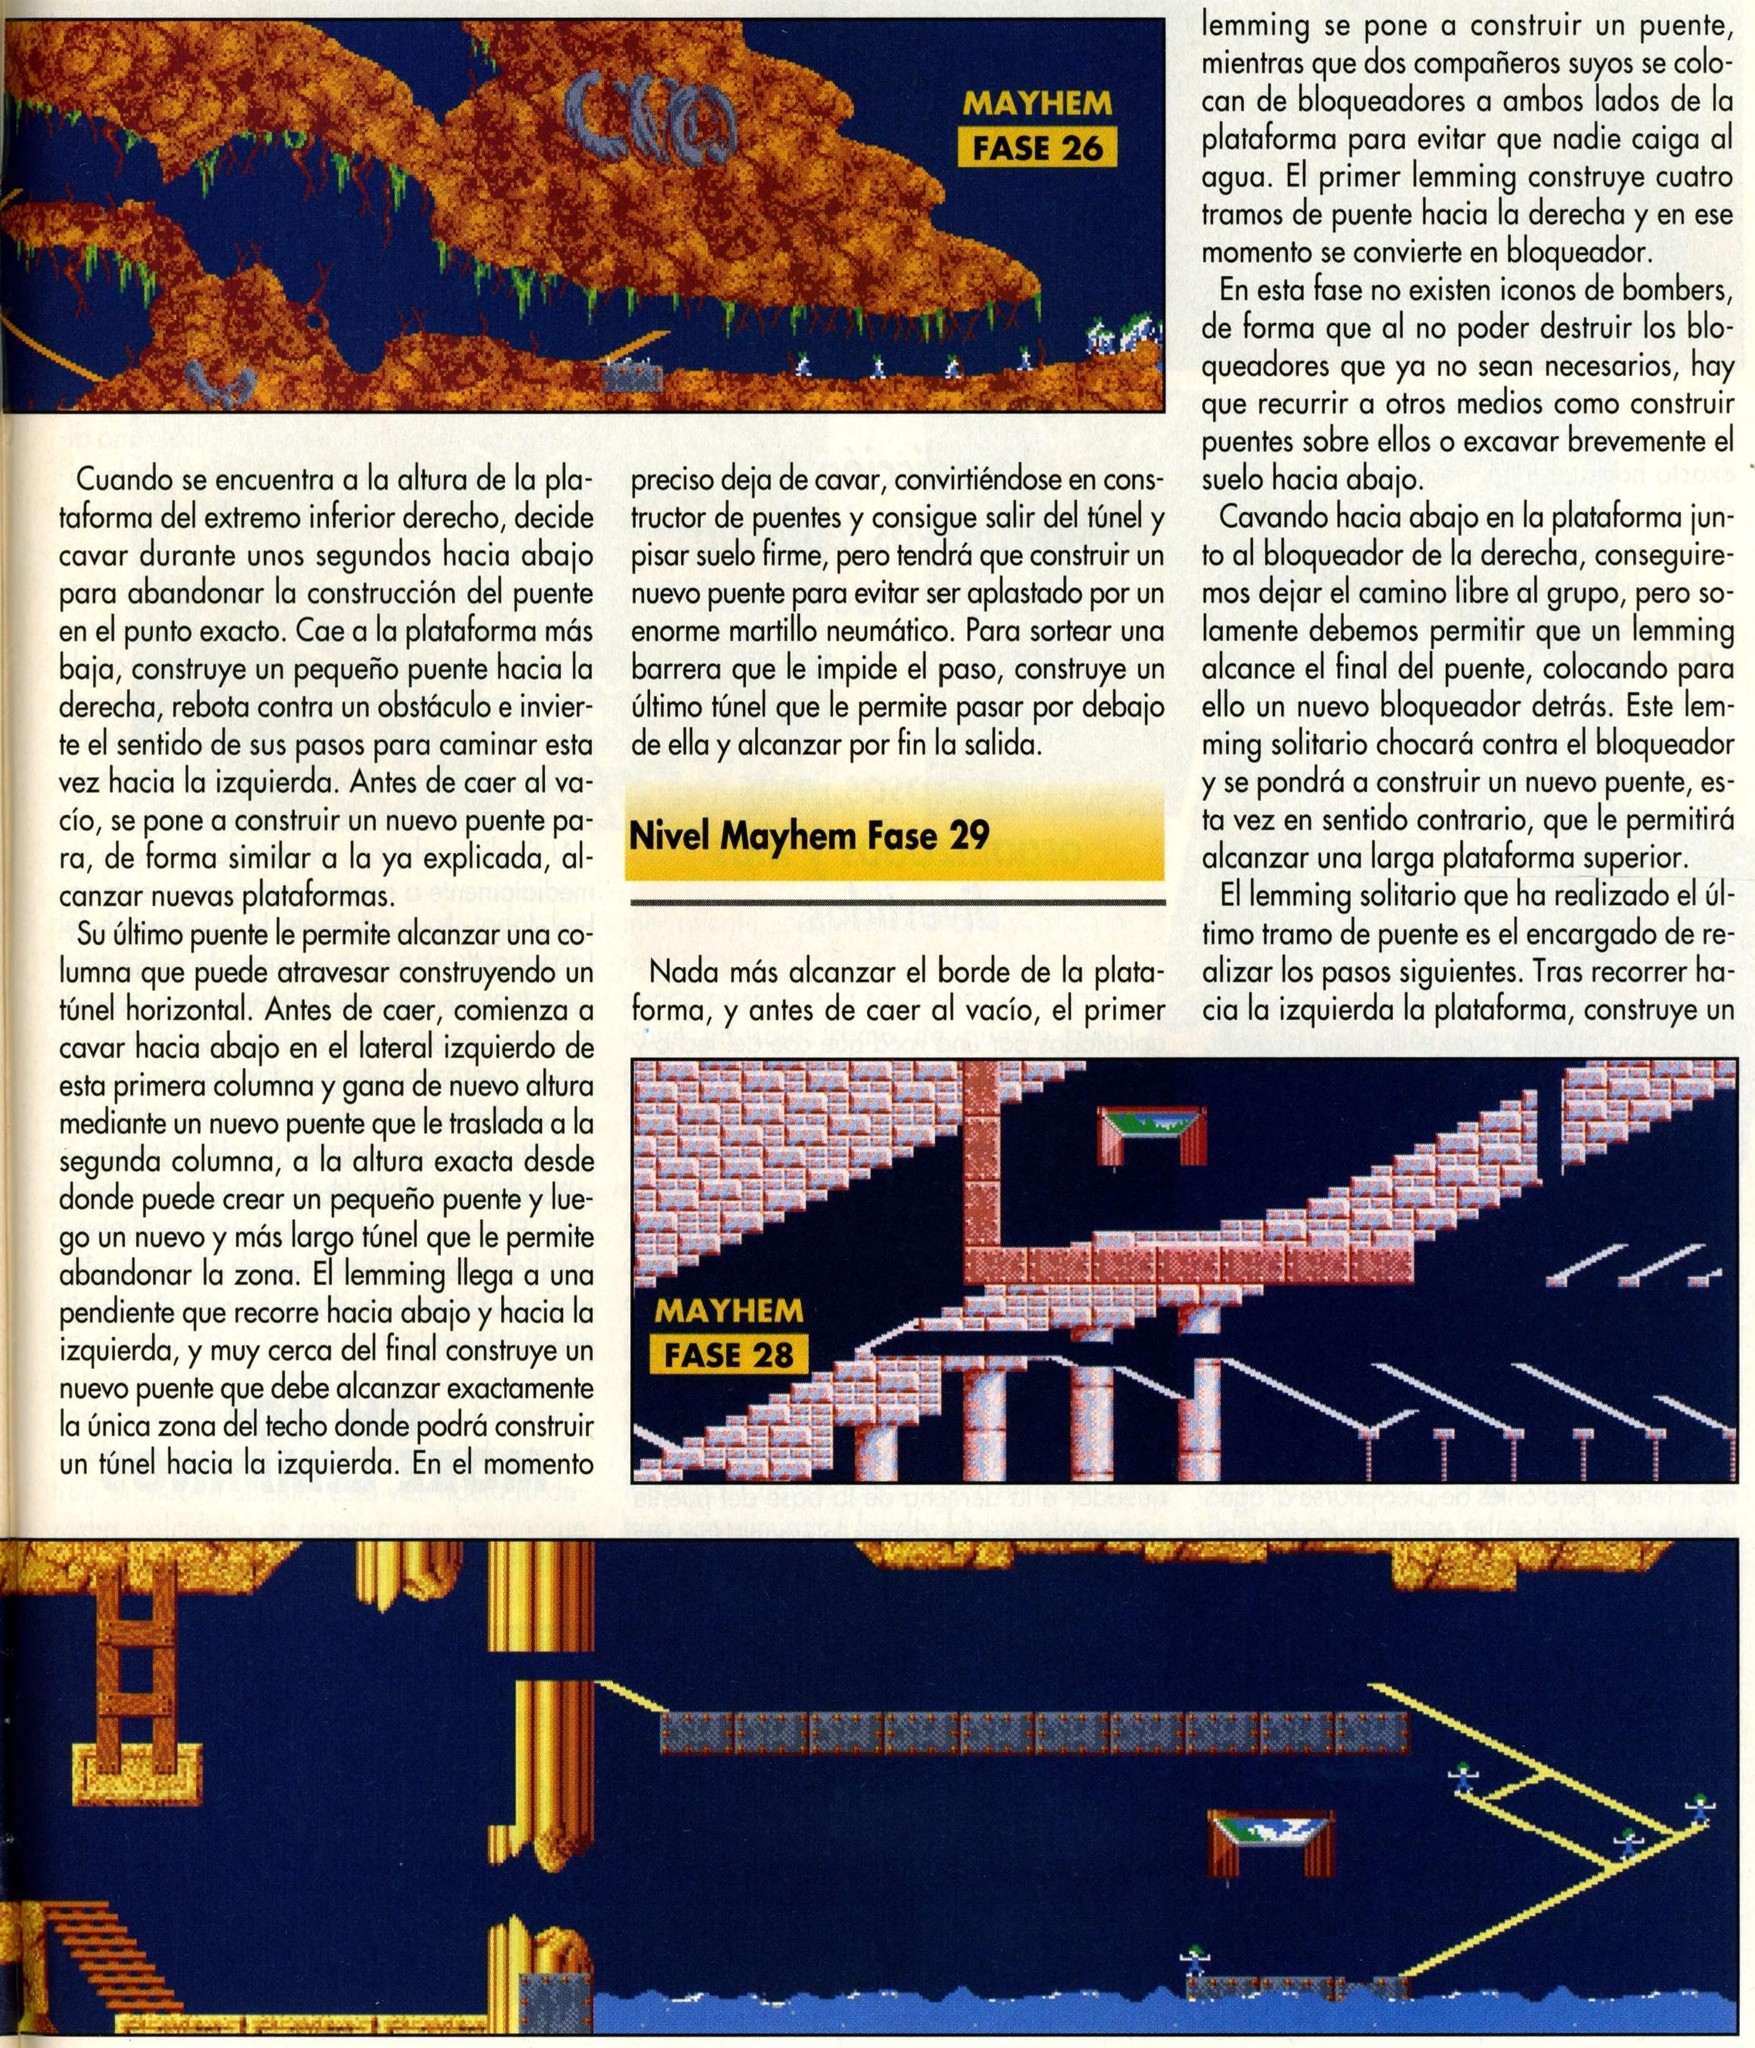 MAYHEM
FASE 26
Cuando se encuentra a la altura de la pla-
taforma del extremo inferior derecho, decide
cavar durante unos segundos hacia abajo
para abandonar la construcción del puente
en el punto exacto. Cae a la plataforma más
baja, construye un pequeño puente hacia la
derecha, rebota contra un obstáculo e invier-
te el sentido de sus pasos para caminar esta
vez hacia la izquierda. Antes de caer al va-
cío, se pone a construir un nuevo puente pa-
ra, de forma similar a la ya explicada, al-
canzar nuevas plataformas.
Su último puente le permite alcanzar una co-
lumna que puede atravesar construyendo un
túnel horizontal. Antes de caer, comienza a
cavar hacia abajo en el lateral izquierdo de
esta primera columna y gana de nuevo altura
mediante un nuevo puente que le traslada a la
segunda columna, a la altura exacta desde
donde puede crear un pequeño puente y lue-
go un nuevo y más largo túnel que le permite
abandonar la zona. El lemming llega a una
pendiente que recorre hacia abajo y hacia la
izquierda, y muy cerca del final construye un
nuevo puente que debe alcanzar exactamente
la única zona del techo donde podrá construir
un túnel hacia la izquierda. En el momento
preciso deja de cavar, convirtiéndose en cons-
tructor de puentes y consigue salir del túnel y
pisar suelo firme, pero tendrá que construir un
nuevo puente para evitar ser aplastado por un
enorme martillo neumático. Para sortear una
barrera que le impide el paso, construye un
último túnel que le permite pasar por debajo
de ella y alcanzar por fin la salida.
Nivel Mayhem Fase 29
Nada más alcanzar el borde de la plata-
forma, y antes de caer al vacío, el primer
lemming se pone a construir un puente,
mientras que dos compañeros suyos se colo-
can de bloqueadores a ambos lados de la
plataforma para evitar que nadie caiga al
agua. El primer lemming construye cuatro
tramos de puente hacia la derecha y en ese
momento se convierte en bloqueador.
En esta fase no existen iconos de bombers,
de forma que al no poder destruir los blo-
queadores que ya no sean necesarios, hay
que recurrir a otros medios como construir
puentes sobre ellos o excavar brevemente el
suelo hacia abajo.
Cavando hacia abajo en la plataforma jun-
to al bloqueador de la derecha, conseguire-
mos dejar el camino libre al grupo, pero so-
lamente debemos permitir que un lemming
alcance el final del puente, colocando para
ello un nuevo bloqueador detrás. Este lem-
ming solitario chocará contra el bloqueador
y se pondrá a construir un nuevo puente, es-
ta vez en sentido contrario, que le permitirá
alcanzar una larga plataforma superior.
El lemming solitario que ha realizado el úl-
timo tramo de puente es el encargado de re-
alizar los pasos siguientes. Tras recorrer ha-
cia la izquierda la plataforma, construye un
MAYHEM
FASE 28